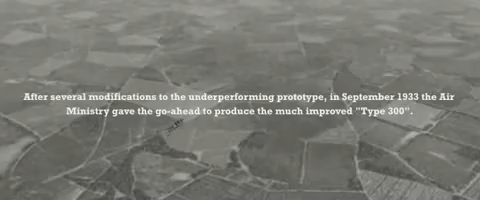 After several modifications to the underperforming prototype, in September 1933 the Air
Ministry gave the go-ahead to produce the much improved "Type 300".